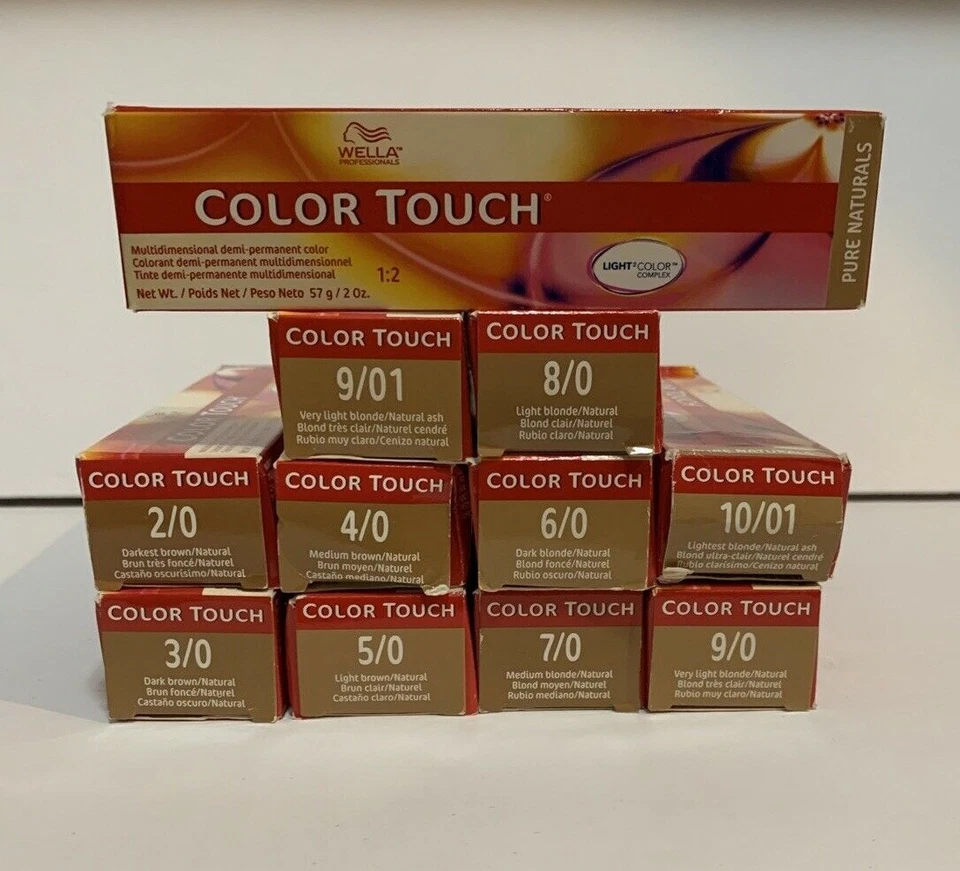 WELLA™
PROFESSIONALS
COLOR TOUCH®
Multidimensional demi-permanent color
Colorant demi-permanent multidimensionnel
Tinte demi-permanente multidimensional
1:2
Net Wt. / Poids Net / Peso Neto 57 g / 2 Oz.
LIGHT²COLOR™
COMPLEX
PURE NATURALS
COLOR TOUCH
9/01
Very light blonde/Natural ash
Blond très clair/Naturel cendré
Rubio muy claro/Cenizo natural
COLOR TOUCH
8/0
Light blonde/Natural
Blond clair/Naturel
Rubio claro/Natural
COLOR TOUCH
PURE NATURALS
COLOR TOUCH
2/0
Darkest brown/Natural
Brun très foncé/Naturel
Castaño oscurisimo/Natural
COLOR TOUCH
4/0
Medium brown/Natural
Brun moyen/Naturel
Castaño mediano/Natural
COLOR TOUCH
6/0
Dark blonde/Natural
Blond foncé/Naturel
Rubio oscuro/Natural
COLOR TOUCH
10/01
Lightest blonde/Natural ash
Blond ultra-clair/Naturel cendré
Rubio clarisimo/Cenizo natural
COLOR TOUCH
3/0
Dark brown/Natural
Brun foncé/Naturel
Castaño oscuro/Natural
COLOR TOUCH
5/0
Light brown/Natural
Brun clair/Naturel
Castaño claro/Natural
COLOR TOUCH
7/0
Medium blonde/Natural
Blond moyen/Naturel
Rubio mediano/Natural
COLOR TOUCH
9/0
Very light blonde/Natural
Blond très clair/Naturel
Rubio muy claro/Natural